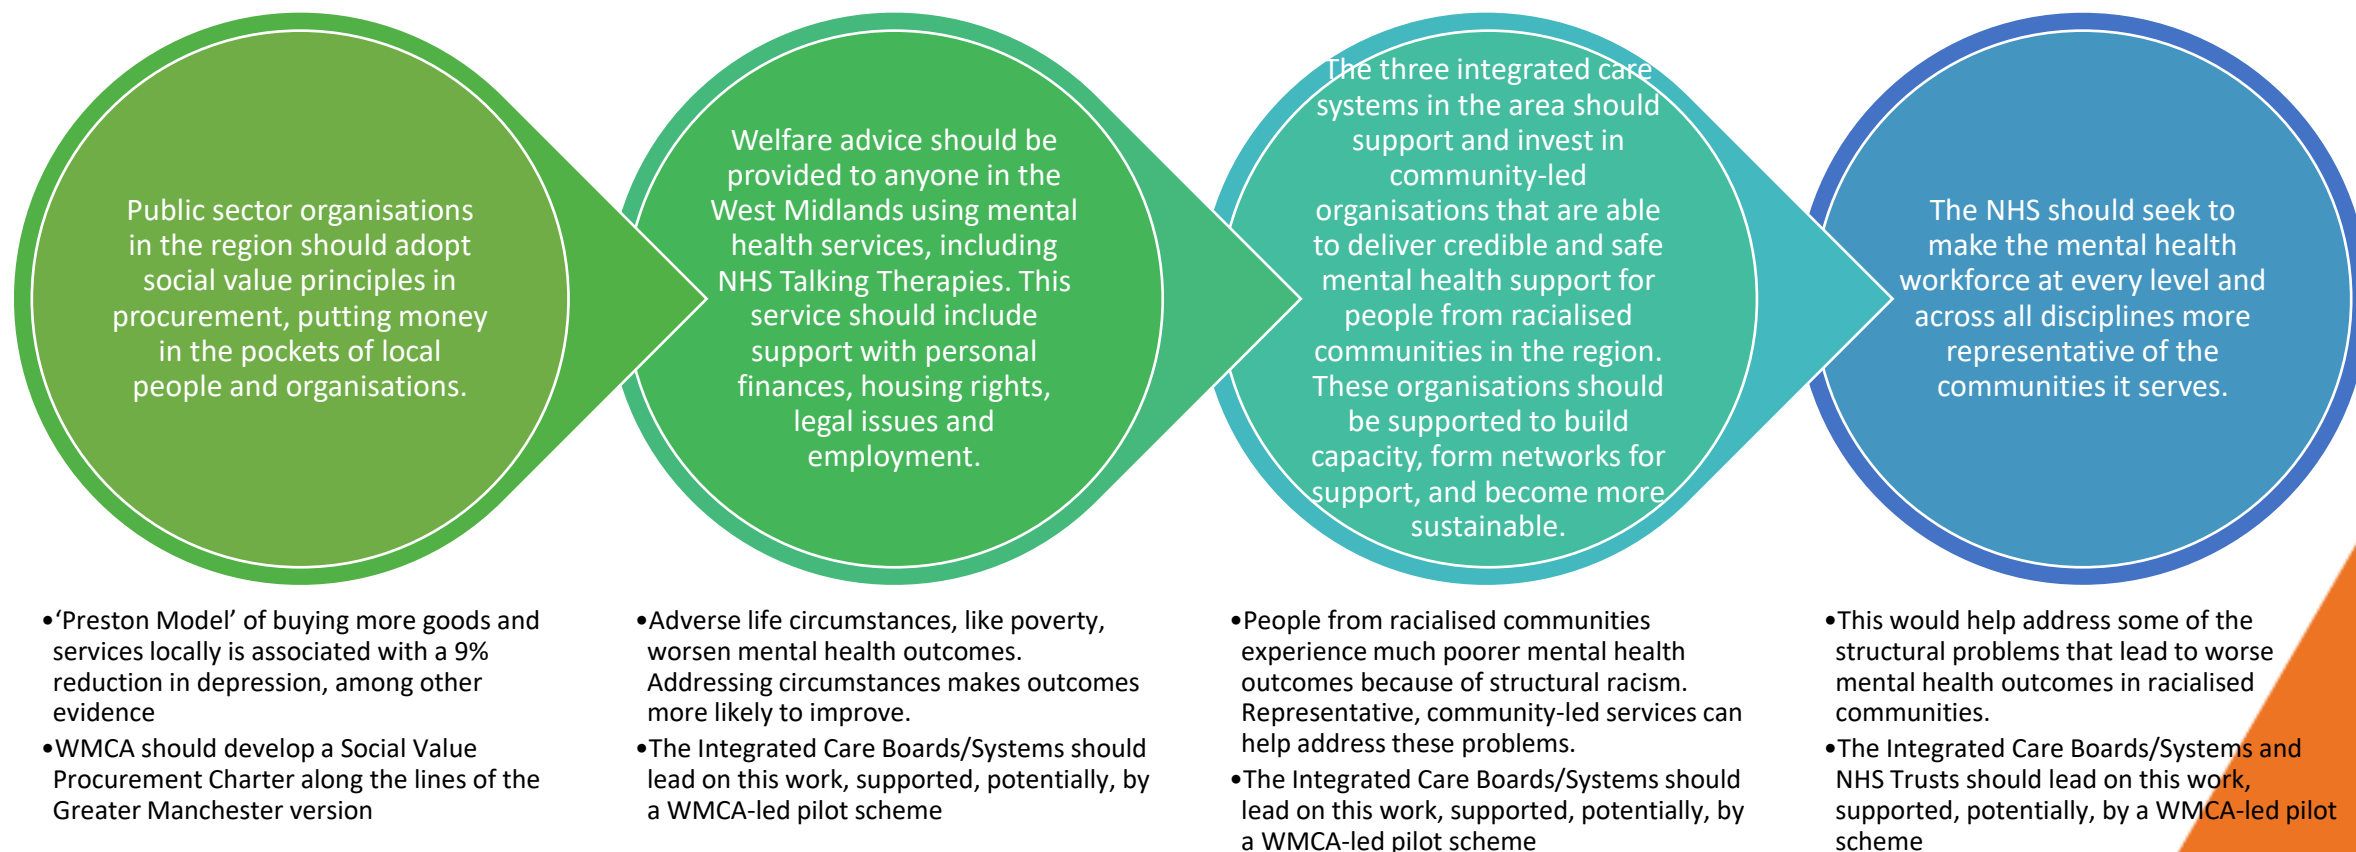 Public sector organisations
in the region should adopt
social value principles in
procurement, putting money
in the pockets of local
people and organisations.
•‘Preston Model’ of buying more goods and
services locally is associated with a 9%
reduction in depression, among other
evidence
•WMCA should develop a Social Value
Procurement Charter along the lines of the
Greater Manchester version
Welfare advice should be
provided to anyone in the
West Midlands using mental
health services, including
NHS Talking Therapies. This
service should include
support with personal
finances, housing rights,
legal issues and
employment.
•Adverse life circumstances, like poverty,
worsen mental health outcomes.
Addressing circumstances makes outcomes
more likely to improve.
•The Integrated Care Boards/Systems should
lead on this work, supported, potentially, by
a WMCA-led pilot scheme
The three integrated care
systems in the area should
support and invest in
community-led
organisations that are able
to deliver credible and safe
mental health support for
people from racialised
communities in the region.
These organisations should
be supported to build
capacity, form networks for
support, and become more
sustainable.
•People from racialised communities
experience much poorer mental health
outcomes because of structural racism.
Representative, community-led services can
help address these problems.
•The Integrated Care Boards/Systems should
lead on this work, supported, potentially, by
a WMCA-led pilot scheme
The NHS should seek to
make the mental health
workforce at every level and
across all disciplines more
representative of the
communities it serves.
•This would help address some of the
structural problems that lead to worse
mental health outcomes in racialised
communities.
•The Integrated Care Boards/Systems and
NHS Trusts should lead on this work,
supported, potentially, by a WMCA-led pilot
scheme